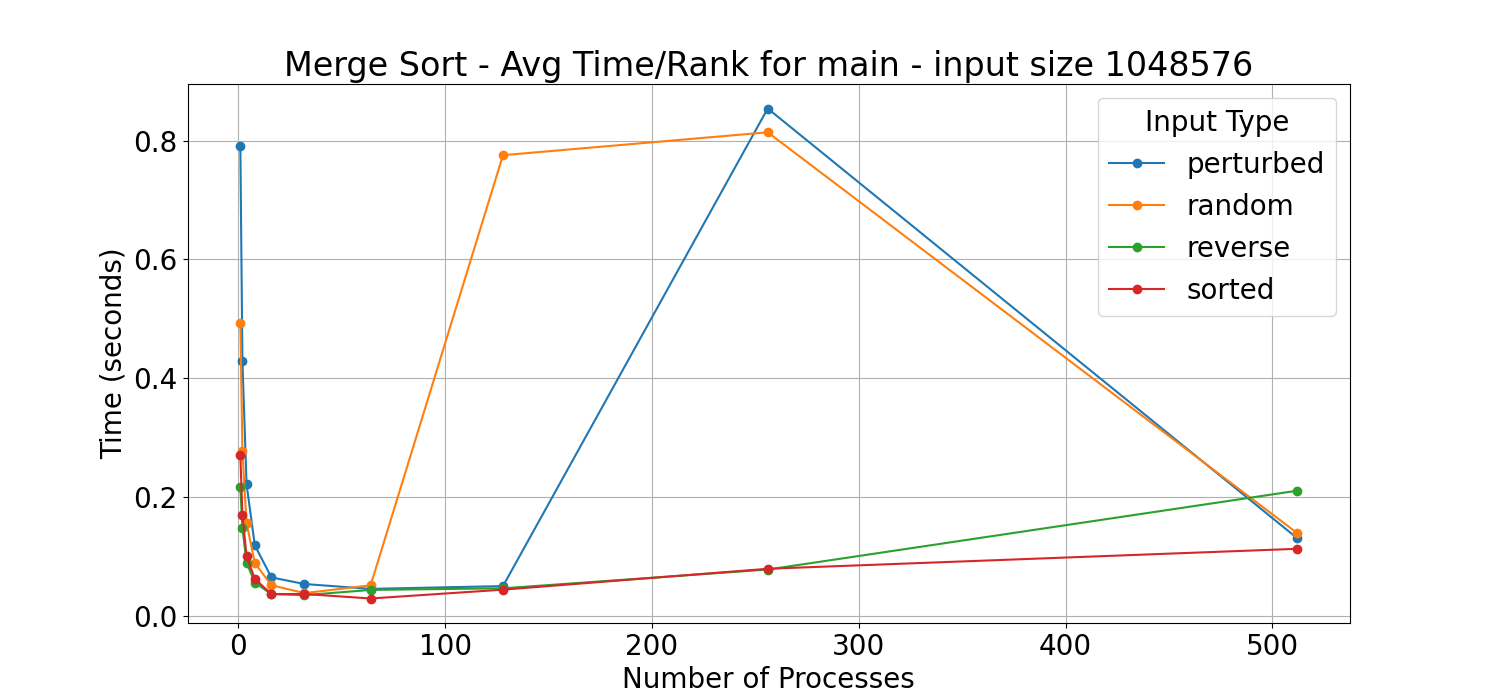 Merge Sort - Avg Time/Rank for main - input size 1048576
Time (seconds)
0.8
0.6
0.4
0.2
0.0
Input Type
perturbed
random
reverse
sorted
0 100 200 300 400 500
Number of Processes